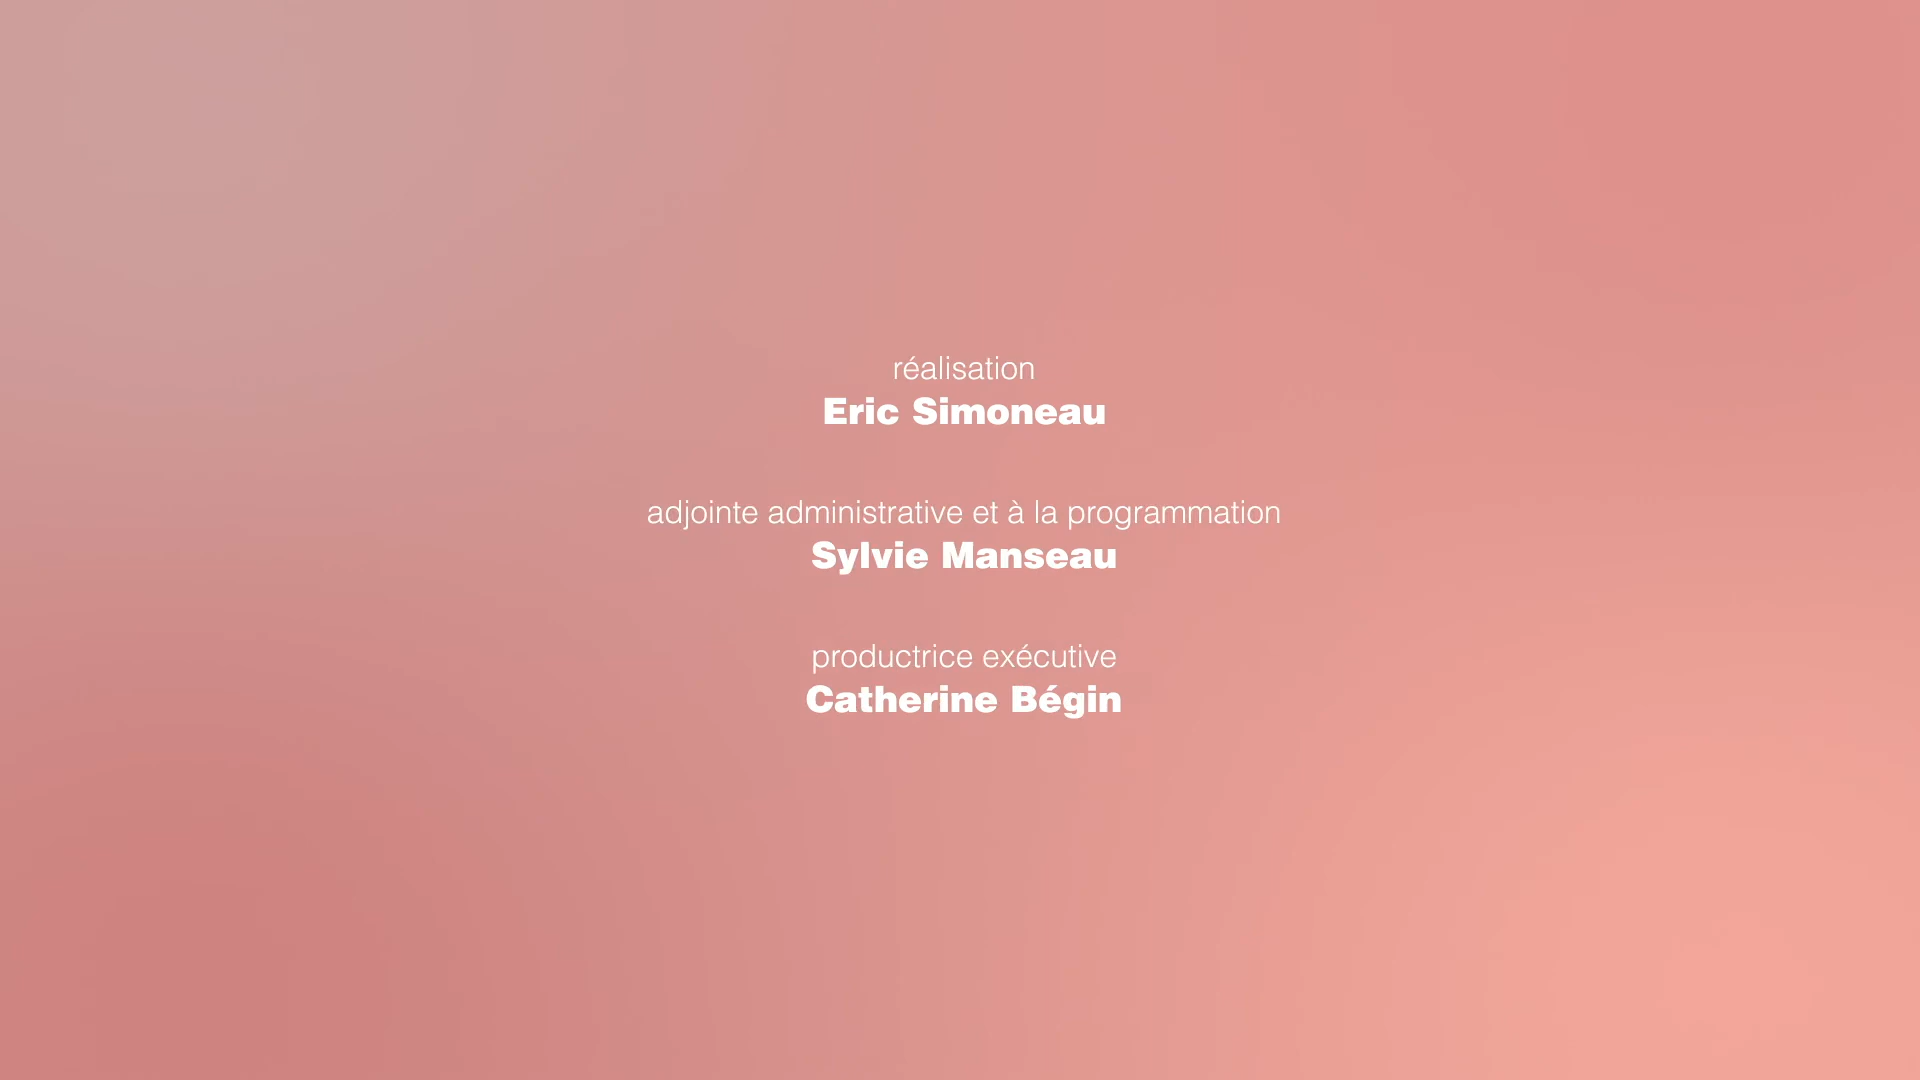 réalisation
Eric Simoneau
adjointe administrative et à la programmation
Sylvie Manseau
productrice exécutive
Catherine Bégin